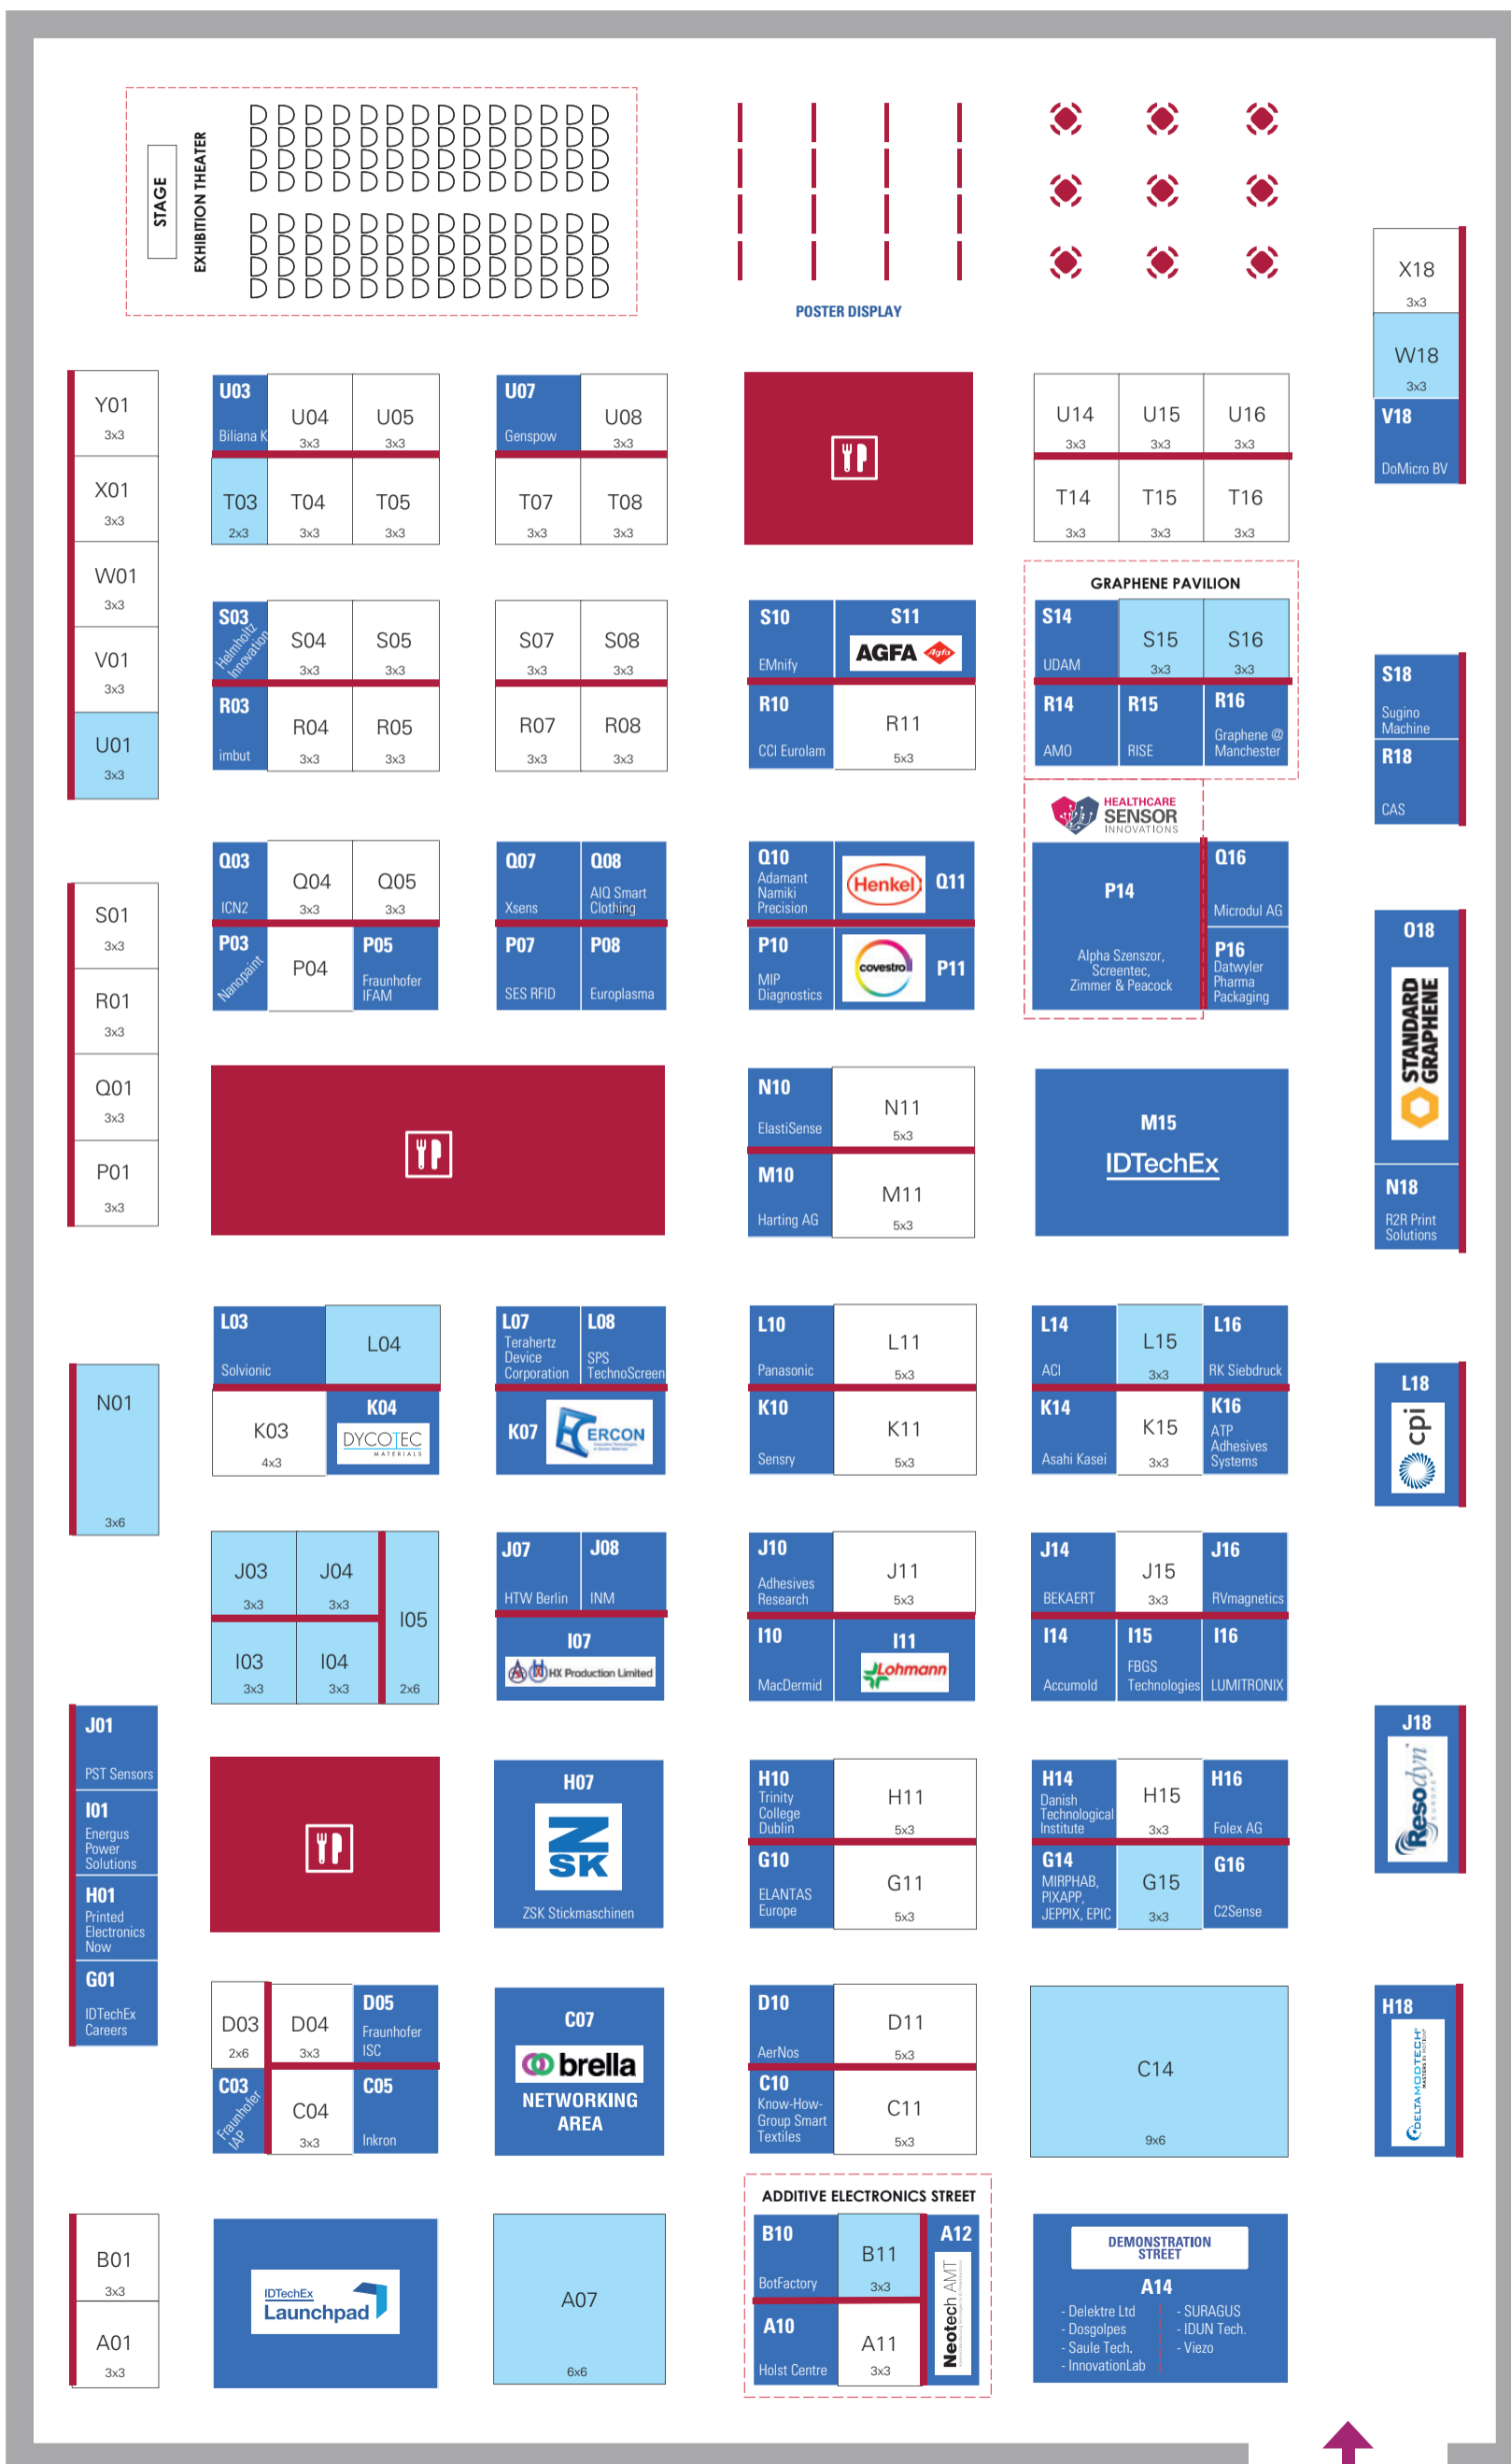 STAGE
EXHIBITION THEATER
POSTER DISPLAY
X18
3x3
W18
3x3
V18
DoMicro BV
Y01
3x3
X01
3x3
W01
3x3
V01
3x3
U01
3x3
U03
Biliana K
U04
3x3
U05
3x3
T03
2x3
T04
3x3
T05
3x3
U07
Genspow
U08
3x3
T07
3x3
T08
3x3
U14
3x3
U15
3x3
U16
3x3
T14
3x3
T15
3x3
T16
3x3
S03
Helmholtz
Innovation
S04
3x3
S05
3x3
R03
imbut
R04
3x3
R05
3x3
S07
3x3
S08
3x3
R07
3x3
R08
3x3
S10
EMnify
S11
AGFA
Agfa
R10
CCI Eurolam
R11
5x3
GRAPHENE PAVILION
S14
UDAM
S15
3x3
S16
3x3
R14
AMO
R15
RISE
R16
Graphene @
Manchester
S18
Sugino
Machine
R18
CAS
S01
3x3
R01
3x3
Q01
3x3
P01
3x3
Q03
ICN2
Q04
3x3
Q05
3x3
P03
Nanopaint
P04
P05
Fraunhofer
IFAM
Q07
Xsens
Q08
AIQ Smart
Clothing
P07
SES RFID
P08
Europlasma
Q10
Adamant
Namiki
Precision
Henkel
Q11
P10
MIP
Diagnostics
covestro
P11
HEALTHCARE
SENSOR
INNOVATIONS
P14
Alpha Szenszor,
Screentec,
Zimmer & Peacock
Q16
Microdul AG
P16
Datwyler
Pharma
Packaging
O18
STANDARD
GRAPHENE
N18
R2R Print
Solutions
N10
ElastiSense
N11
5x3
M10
Harting AG
M11
5x3
M15
IDTechEx
N01
3x6
L03
Solvionic
L04
K03
4x3
K04
DYCOTEC
MATERIALS
L07
Terahertz
Device
Corporation
L08
SPS
TechnoScreen
K07
ERCON
L10
Panasonic
L11
5x3
K10
Sensry
K11
5x3
L14
ACI
L15
3x3
L16
RK Siebdruck
K14
Asahi Kasei
K15
3x3
K16
ATP
Adhesives
Systems
L18
cpi
J03
3x3
J04
3x3
I05
2x6
I03
3x3
I04
3x3
J07
HTW Berlin
J08
INM
I07
HX Production Limited
J10
Adhesives
Research
J11
5x3
I10
MacDermid
I11
Lohmann
J14
BEKAERT
J15
3x3
J16
RVmagnetics
I14
Accumold
I15
FBGS
Technologies
I16
LUMITRONIX
J01
PST Sensors
I01
Energus
Power
Solutions
H01
Printed
Electronics
Now
G01
IDTechEx
Careers
H07
ZSK
ZSK Stickmaschinen
H10
Trinity
College
Dublin
H11
5x3
G10
ELANTAS
Europe
G11
5x3
H14
Danish
Technological
Institute
H15
3x3
H16
Folex AG
G14
MIRPHAB,
PIXAPP,
JEPPIX, EPIC
G15
3x3
G16
C2Sense
J18
Resodyn
EUROPE
D03
2x6
D04
3x3
D05
Fraunhofer
ISC
C03
Fraunhofer
IAP
C04
3x3
C05
Inkron
C07
brella
NETWORKING
AREA
D10
AerNos
D11
5x3
C10
Know-How-
Group Smart
Textiles
C11
5x3
C14
9x6
H18
DELTAMODTECH
B01
3x3
A01
3x3
IDTechEx
Launchpad
A07
6x6
ADDITIVE ELECTRONICS STREET
B10
BotFactory
B11
3x3
A12
Neotech AMT
A10
Holst Centre
A11
3x3
DEMONSTRATION
STREET
A14
- Delektre Ltd
- Dosgolpes
- Saule Tech.
- InnovationLab
- SURAGUS
- IDUN Tech.
- Viezo